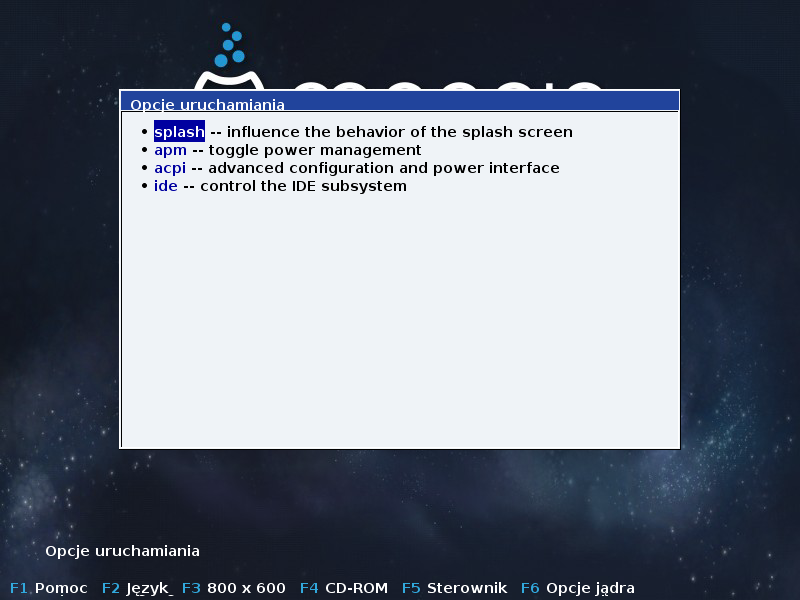 Opcje uruchamiania
• splash -- influence the behavior of the splash screen
• apm -- toggle power management
• acpi -- advanced configuration and power interface
• ide -- control the IDE subsystem
Opcje uruchamiania
F1 Pomoc F2 Język F3 800 x 600 F4 CD-ROM F5 Sterownik F6 Opcje jądra